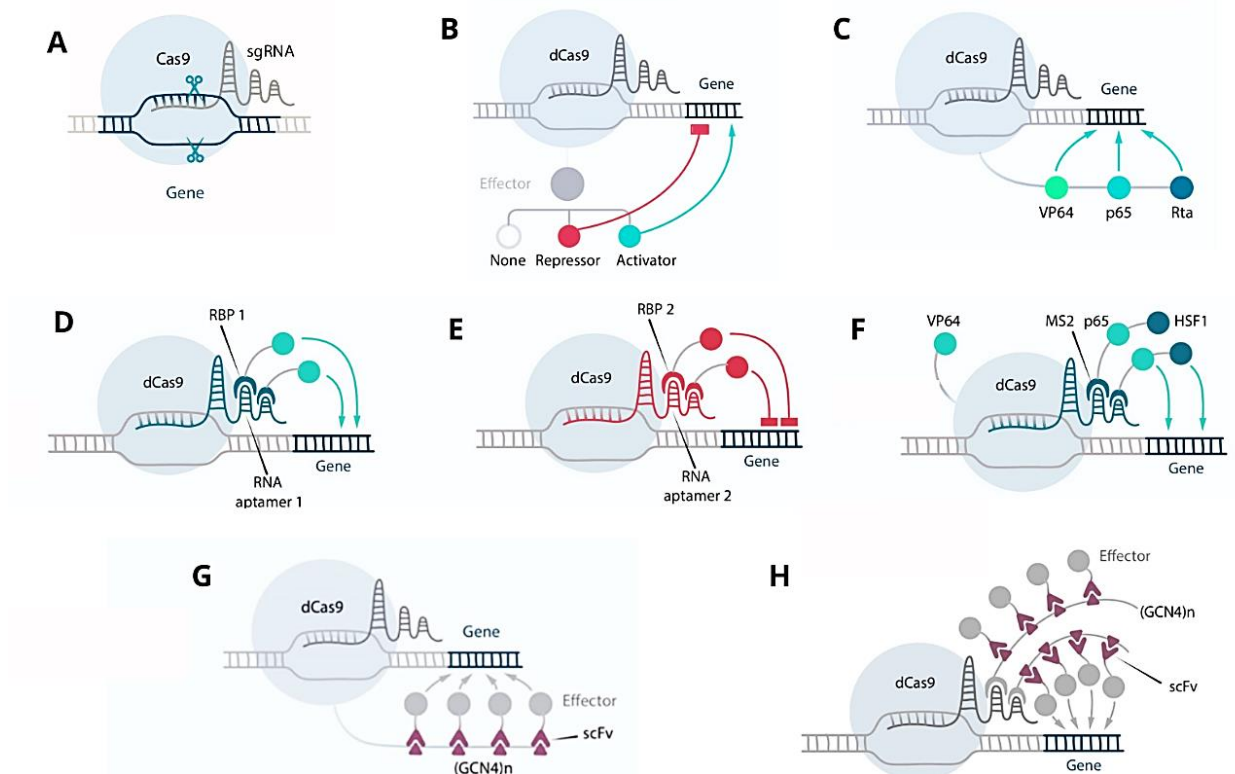 A
Cas9
sgRNA
Gene
B
dCas9
Gene
Effector
None Repressor Activator
C
dCas9
Gene
VP64 p65 Rta
D
RBP 1
dCas9
Gene
RNA
aptamer 1
E
RBP 2
dCas9
Gene
RNA
aptamer 2
F
VP64
MS2 p65 HSF1
dCas9
Gene
G
dCas9
Gene
Effector
scFv
(GCN4)n
H
Effector
(GCN4)n
dCas9
scFv
Gene